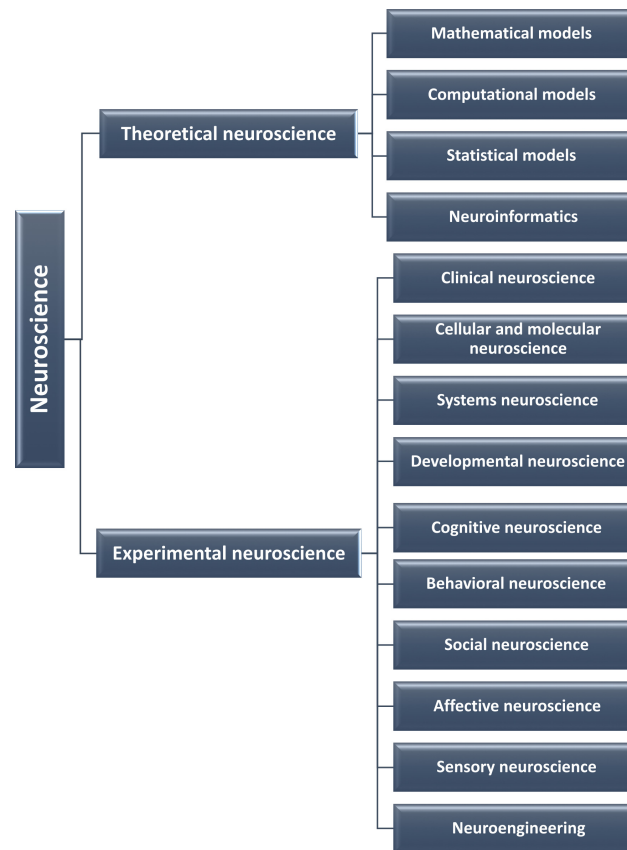 Neuroscience
Theoretical neuroscience
Mathematical models
Computational models
Statistical models
Neuroinformatics
Experimental neuroscience
Clinical neuroscience
Cellular and molecular
neuroscience
Systems neuroscience
Developmental neuroscience
Cognitive neuroscience
Behavioral neuroscience
Social neuroscience
Affective neuroscience
Sensory neuroscience
Neuroengineering